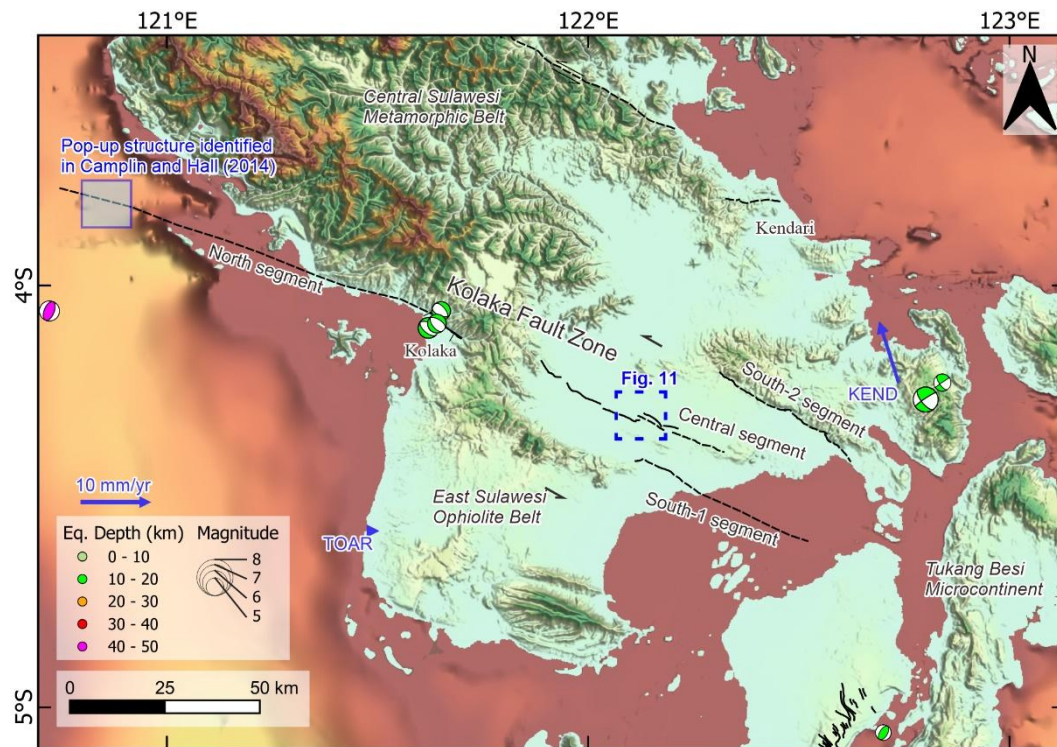 121°E
122°E
123°E
N
Central Sulawesi
Metamorphic Belt
Pop-up structure identified
in Camplin and Hall (2014)
Kendari
North segment
4°S
Kolaka Fault Zone
Kolaka
Fig. 11
South-2 segment
KEND
Central segment
10 mm/yr
East Sulawesi
Ophiolite Belt
South-1 segment
TOAR
Eq. Depth (km)
Magnitude
0 - 10
10 - 20
20 - 30
30 - 40
40 - 50
8
7
6
5
Tukang Besi
Microcontinent
0 25 50 km
5°S